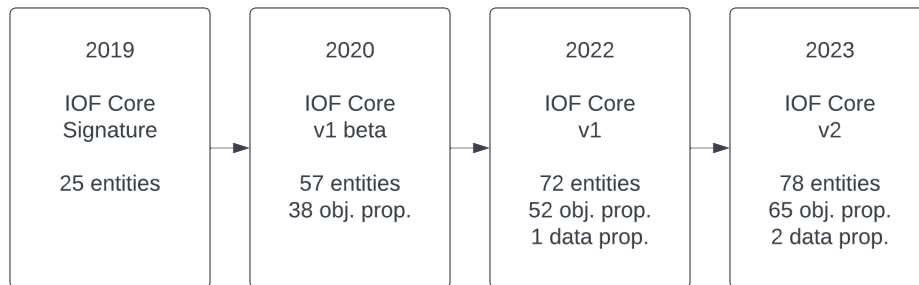 2019
IOF Core
Signature
25 entities
2020
IOF Core
v1 beta
57 entities
38 obj. prop.
2022
IOF Core
v1
72 entities
52 obj. prop.
1 data prop.
2023
IOF Core
v2
78 entities
65 obj. prop.
2 data prop.